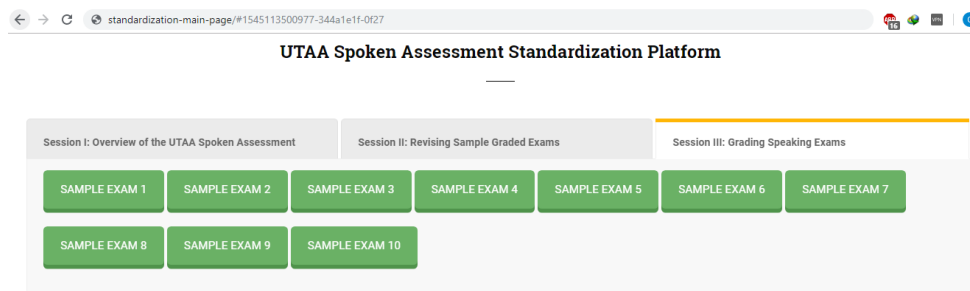 standardization-main-page/#1545113500977-344a1e1f-0f27
16
VPN
UTAA Spoken Assessment Standardization Platform
Session I: Overview of the UTAA Spoken Assessment
Session II: Revising Sample Graded Exams
Session III: Grading Speaking Exams
SAMPLE EXAM 1
SAMPLE EXAM 2
SAMPLE EXAM 3
SAMPLE EXAM 4
SAMPLE EXAM 5
SAMPLE EXAM 6
SAMPLE EXAM 7
SAMPLE EXAM 8
SAMPLE EXAM 9
SAMPLE EXAM 10